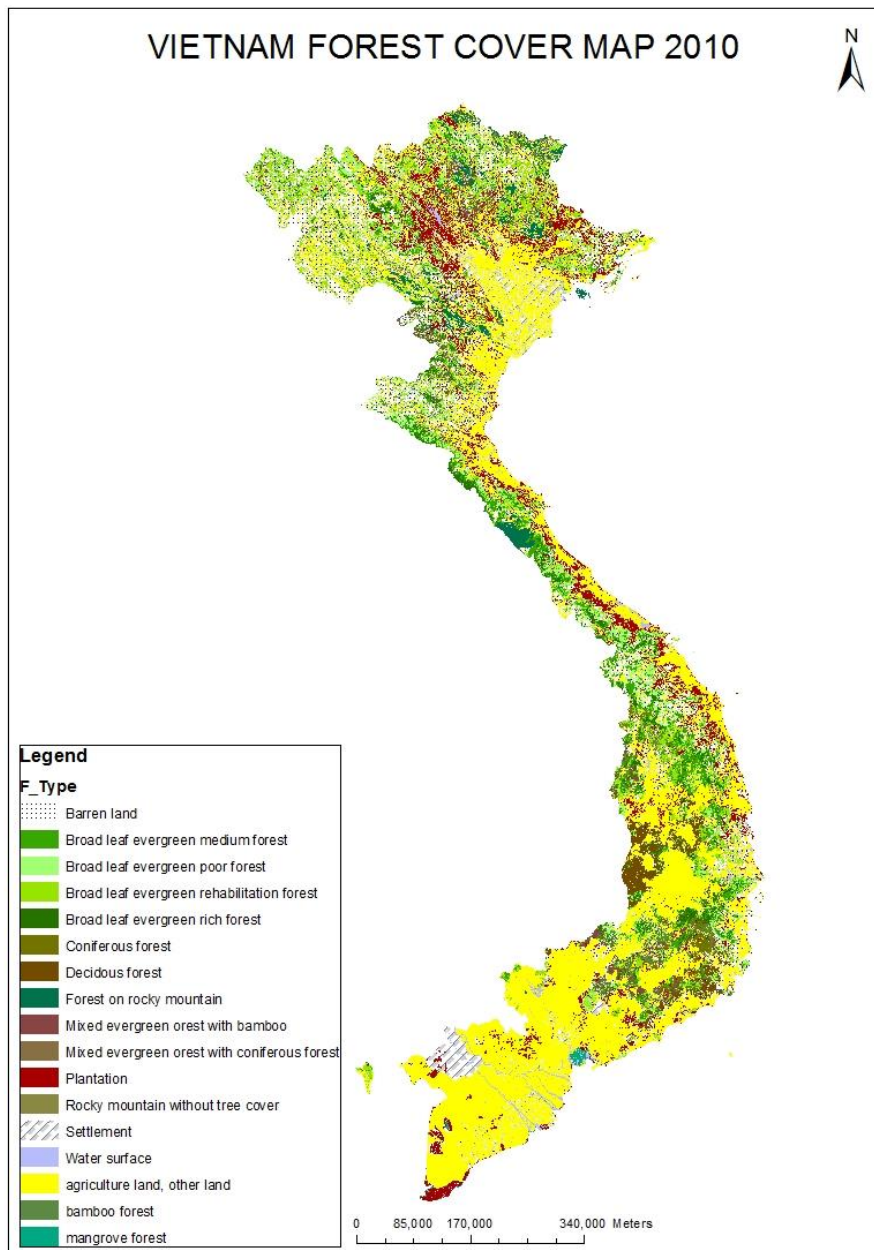 VIETNAM FOREST COVER MAP 2010
N
Legend
F_Type
Barren land
Broad leaf evergreen medium forest
Broad leaf evergreen poor forest
Broad leaf evergreen rehabilitation forest
Broad leaf evergreen rich forest
Coniferous forest
Decidous forest
Forest on rocky mountain
Mixed evergreen orest with bamboo
Mixed evergreen orest with coniferous forest
Plantation
Rocky mountain without tree cover
Settlement
Water surface
agriculture land, other land
bamboo forest
mangrove forest
0 85,000 170,000 340,000 Meters